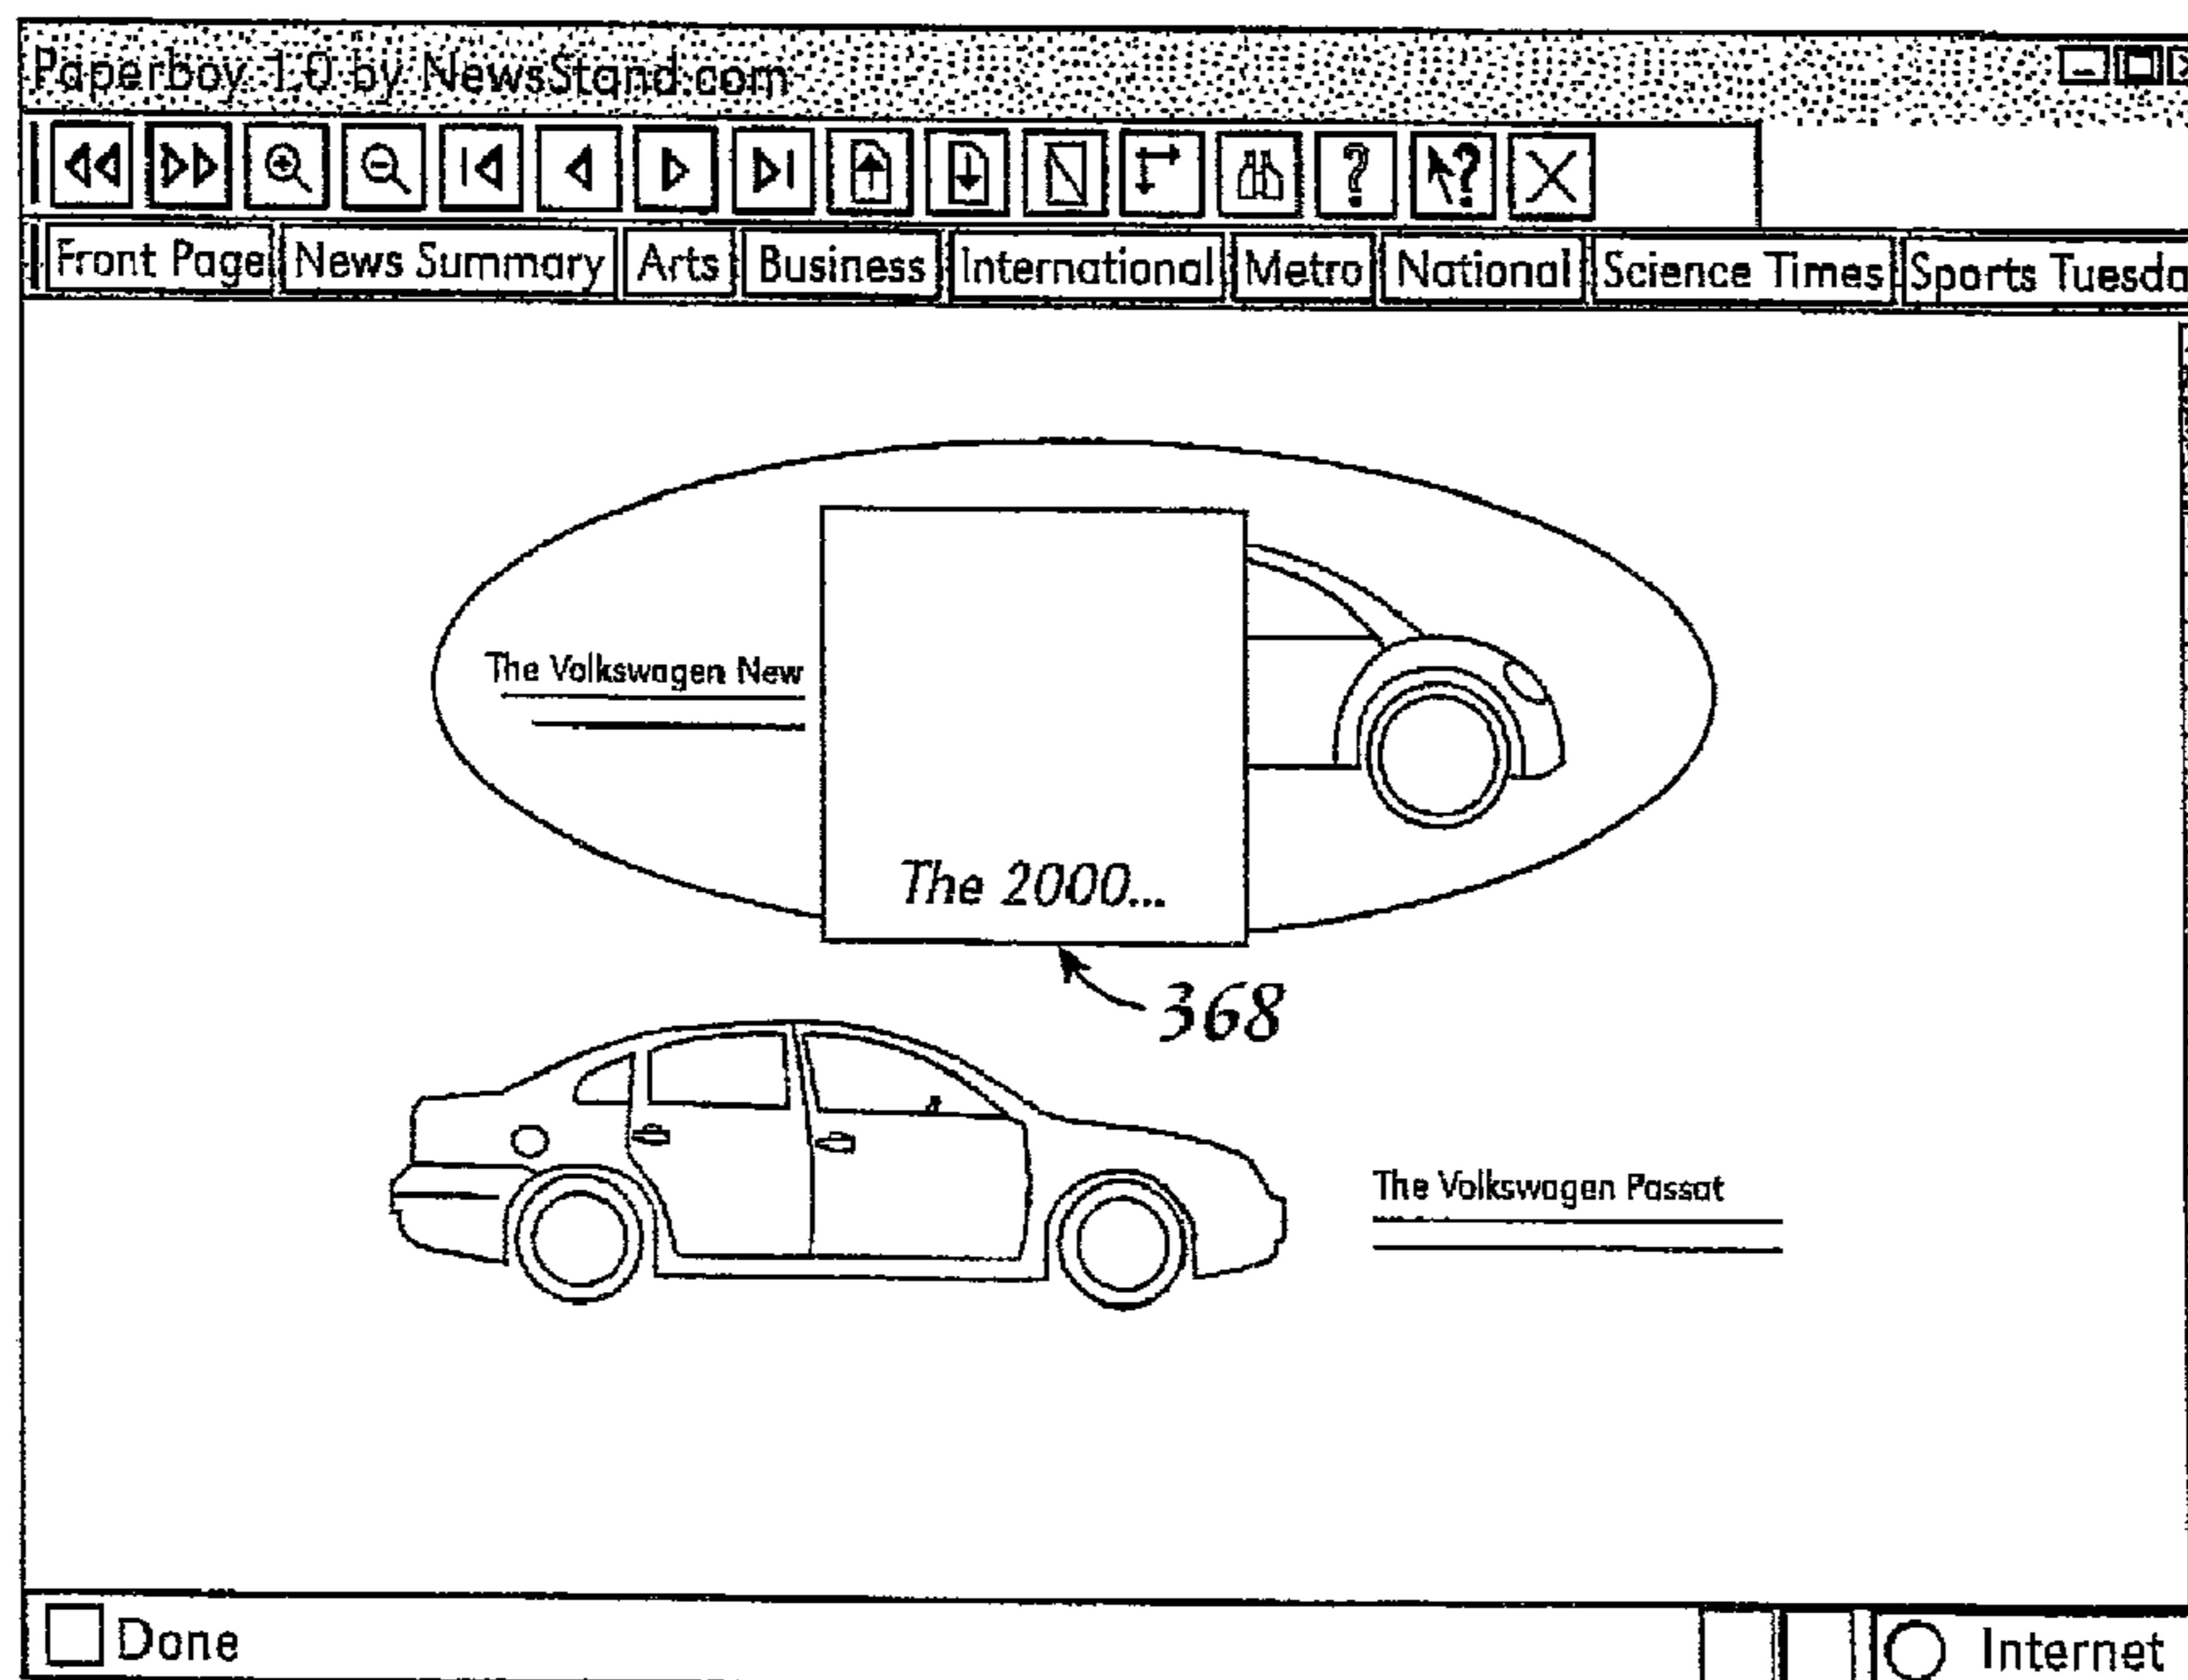 Paperboy 1.0 by NewsStand.com
Front Page News Summary Arts Business International Metro National Science Times Sports Tuesda
The Volkswagen New
The 2000...
368
The Volkswagen Passat
Done Internet